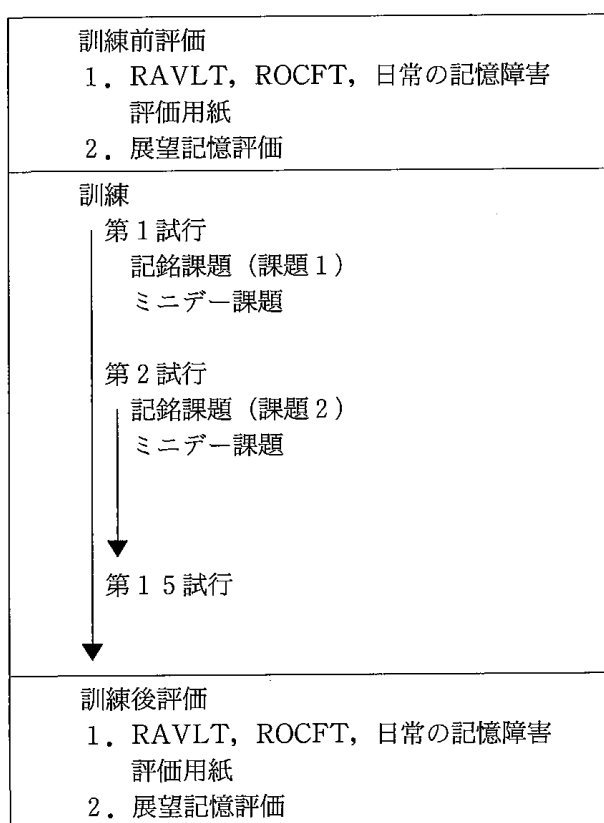 訓練前評価
1．RAVLT，ROCFT，日常の記憶障害
評価用紙
2．展望記憶評価
訓練
第1試行
記銘課題（課題1）
ミニデー課題
第2試行
記銘課題（課題2）
ミニデー課題
第15試行
訓練後評価
1．RAVLT，ROCFT，日常の記憶障害
評価用紙
2．展望記憶評価